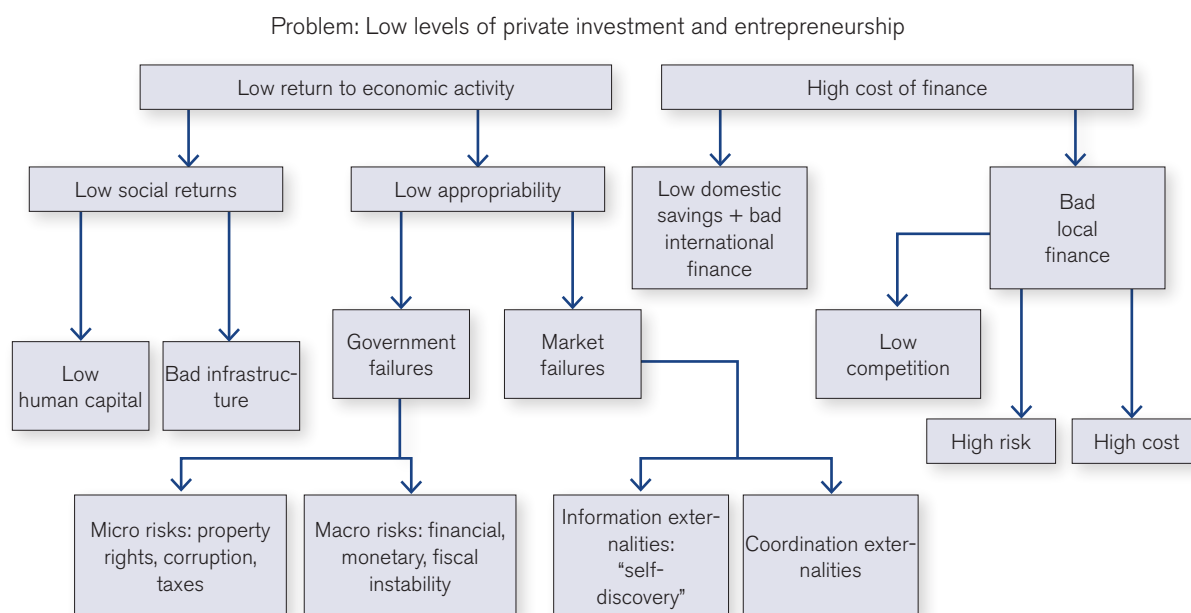 Problem: Low levels of private investment and entrepreneurship
Low return to economic activity
High cost of finance
Low social returns
Low appropriability
Low domestic
savings + bad
international
finance
Bad
local
finance
Low
human capital
Bad infrastruc-
ture
Government
failures
Market
failures
Low
competition
High risk
High cost
Micro risks: property
rights, corruption,
taxes
Macro risks: financial,
monetary, fiscal
instability
Information exter-
nalities:
“self-
discovery”
Coordination exter-
nalities